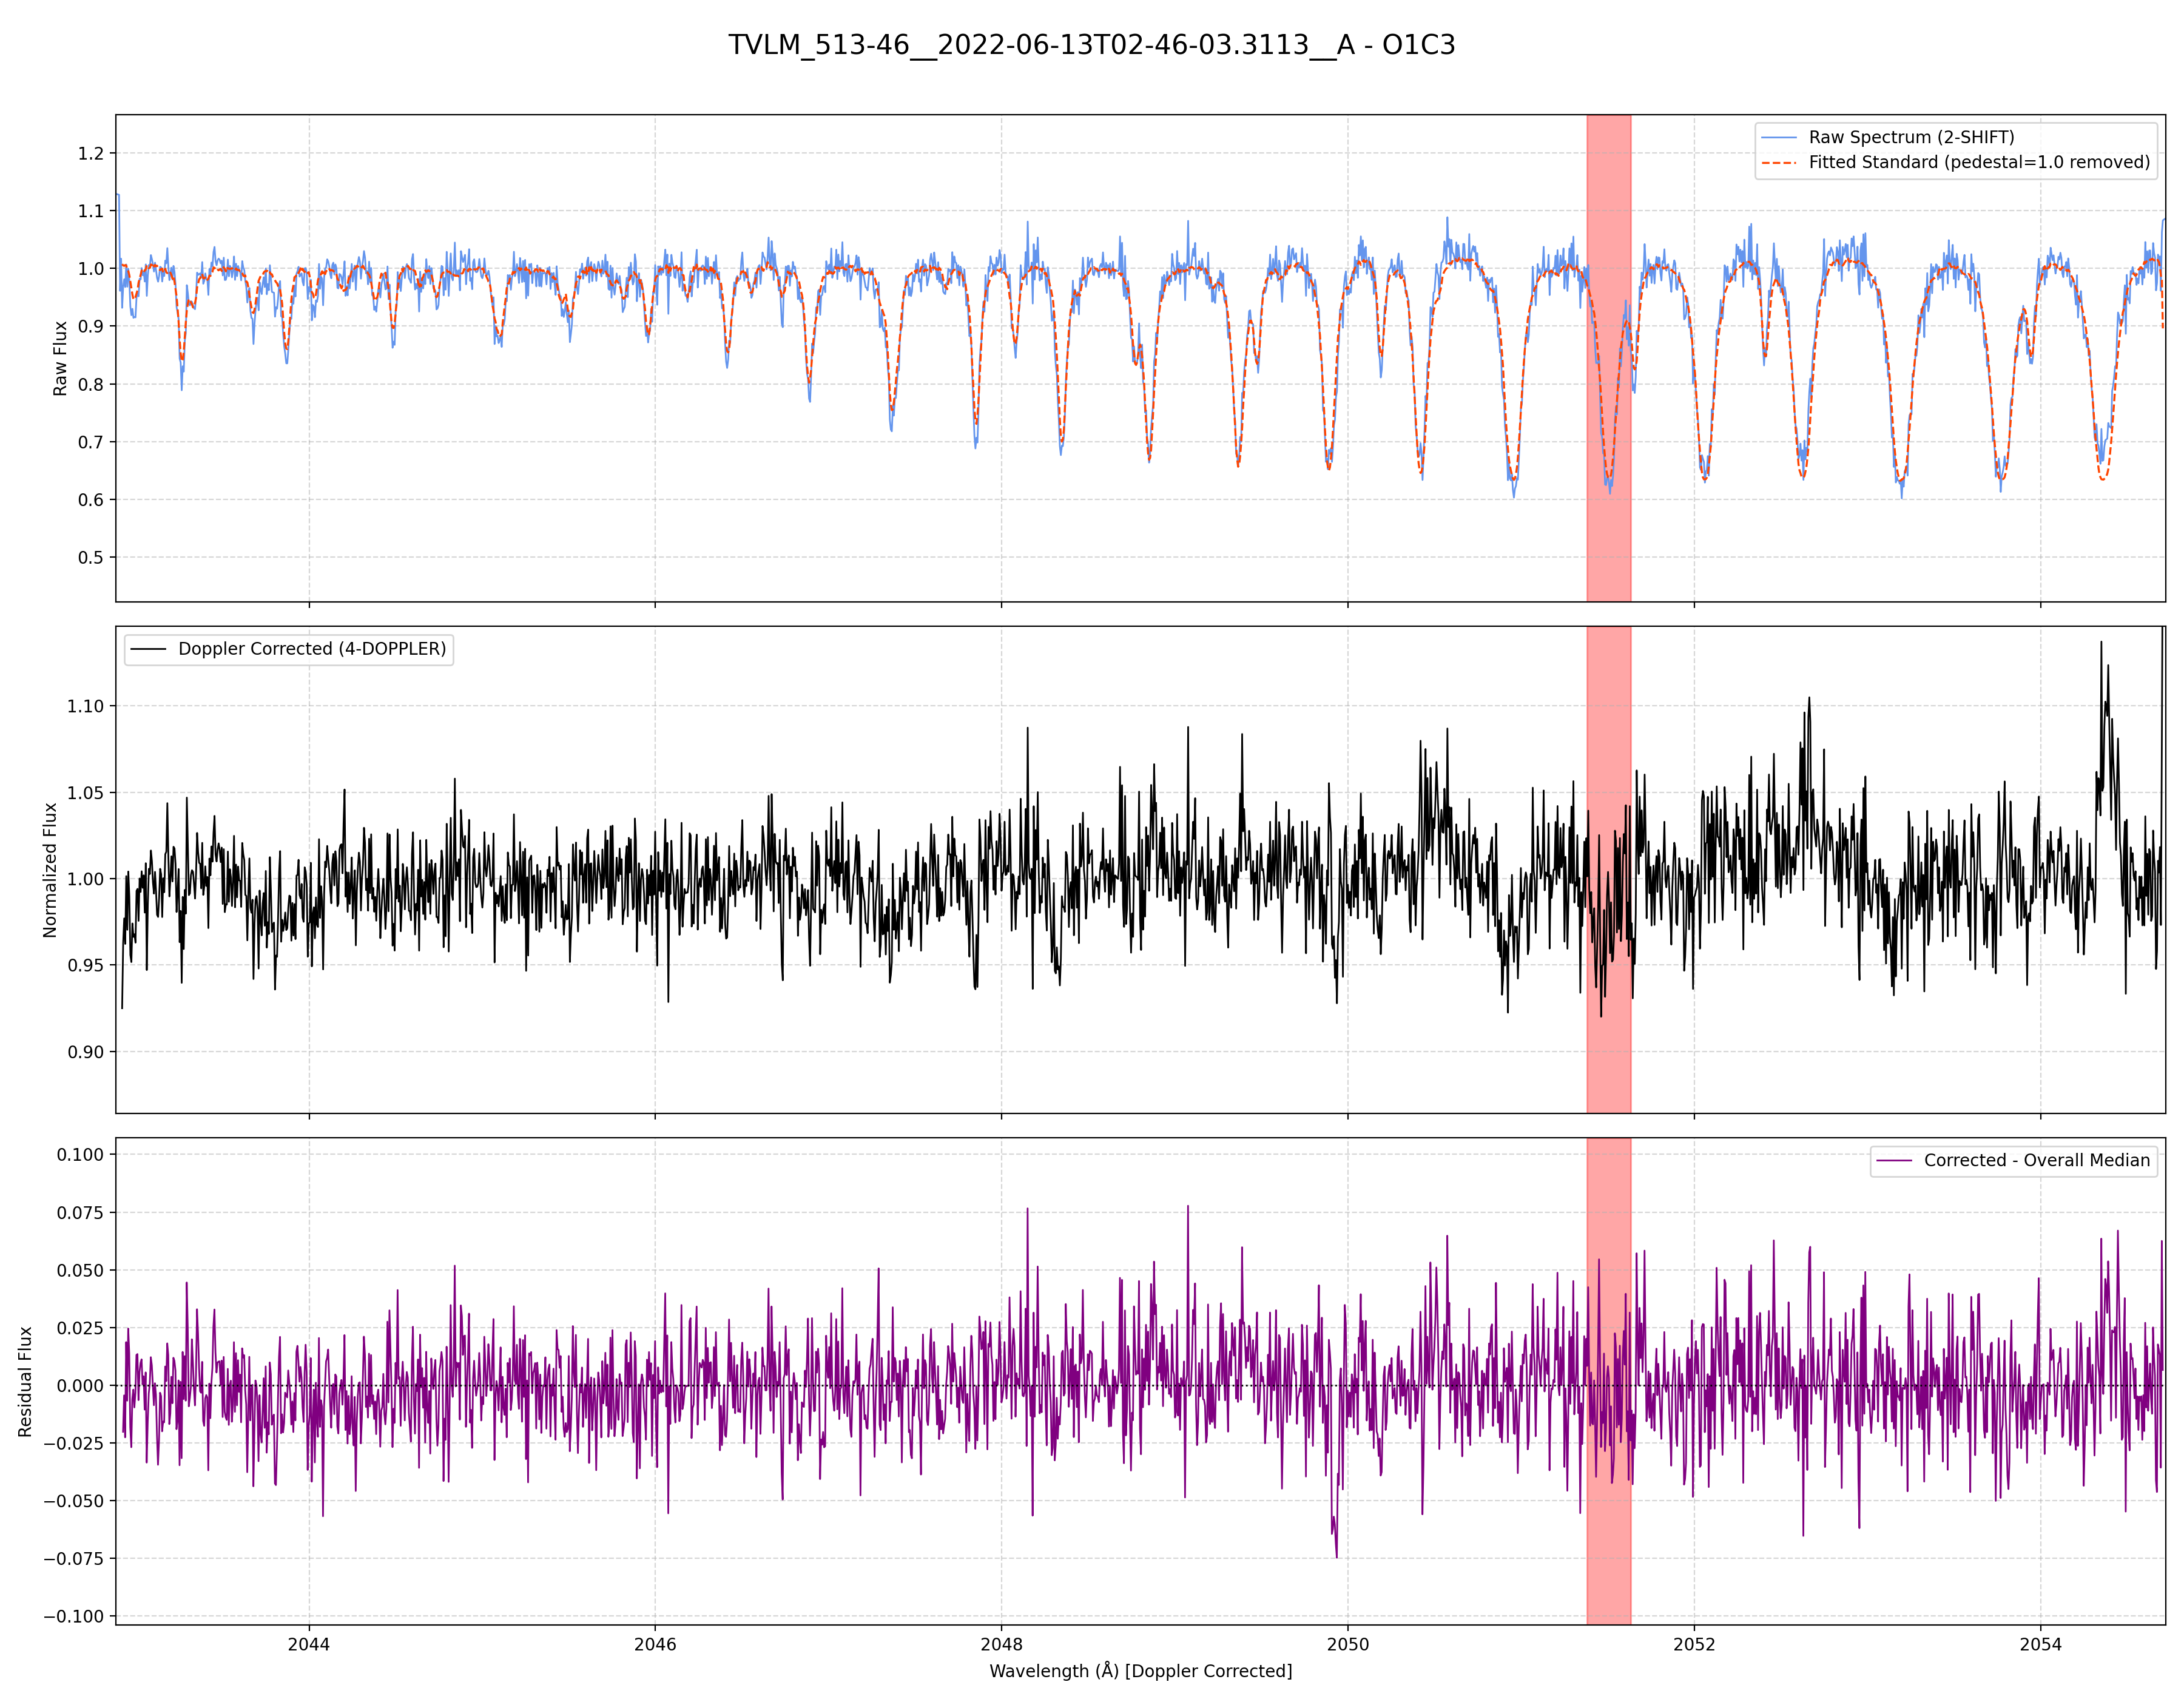 TVLM_513-46__2022-06-13T02-46-03.3113__A - O1C3
Raw Flux
1.2
1.1
1.0
0.9
0.8
0.7
0.6
0.5
Raw Spectrum (2-SHIFT)
Fitted Standard (pedestal=1.0 removed)
Normalized Flux
1.10
1.05
1.00
0.95
0.90
Doppler Corrected (4-DOPPLER)
Residual Flux
0.100
0.075
0.050
0.025
0.000
−0.025
−0.050
−0.075
−0.100
Corrected - Overall Median
2044 2046 2048 2050 2052 2054
Wavelength (Å) [Doppler Corrected]